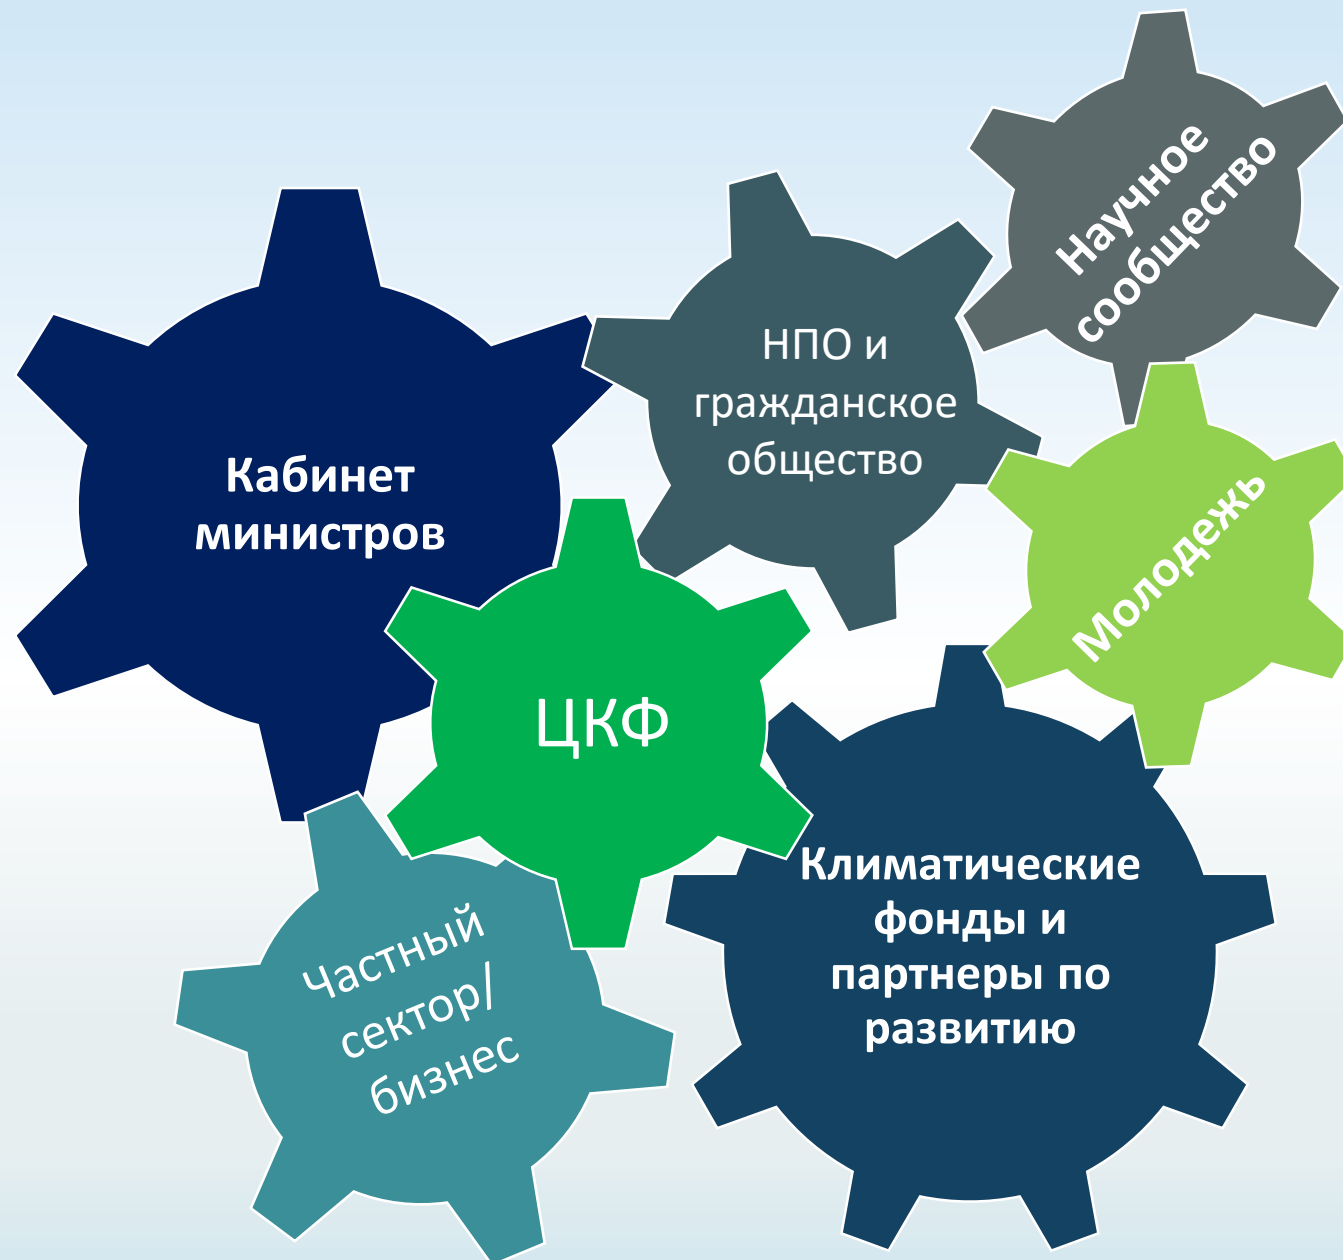 Научное
сообщество
НПО и
гражданское
общество
Кабинет
министров
Молодежь
ЦКФ
Климатические
фонды и
партнеры по
развитию
Частный
сектор/
бизнес